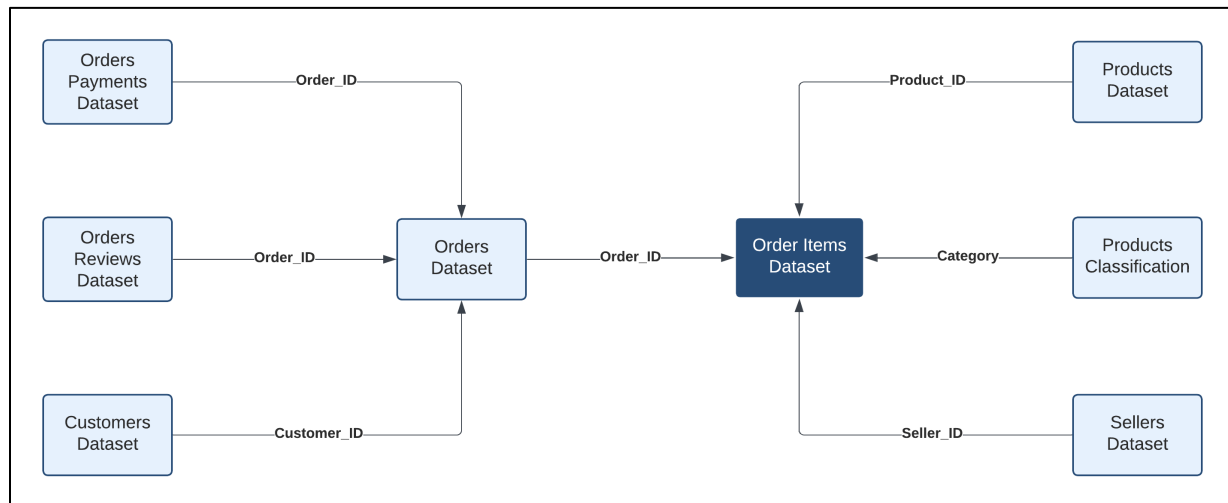 Orders
Payments
Dataset
Order_ID
Product_ID
Products
Dataset
Orders
Reviews
Dataset
Order_ID
Orders
Dataset
Order_ID
Order Items
Dataset
Category
Products
Classification
Customers
Dataset
Customer_ID
Seller_ID
Sellers
Dataset